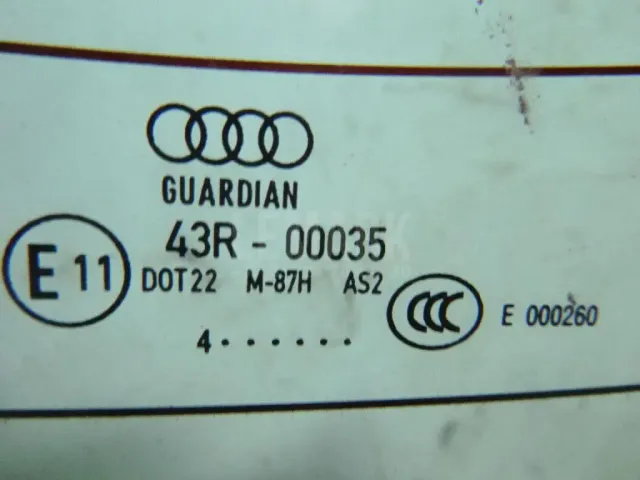 GUARDIAN
43R - 00035
E 11
DOT22 M-87H AS2
CCC E 000260
4 · · · · · ·